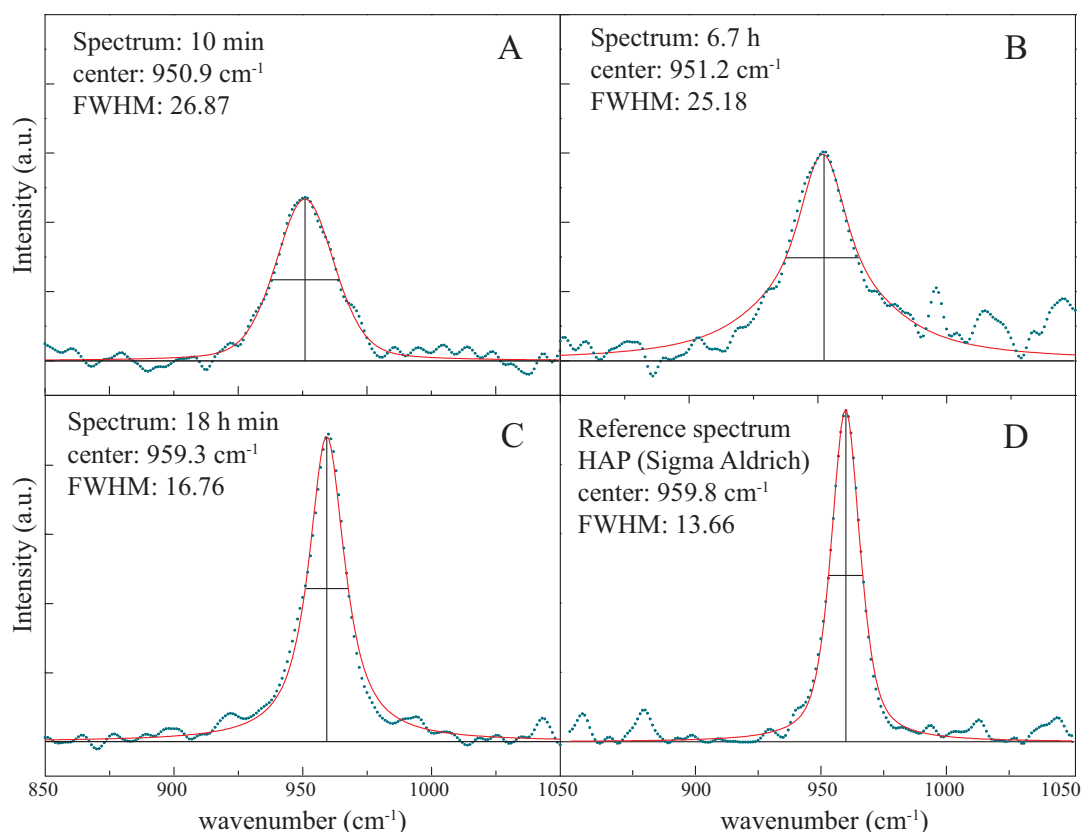 Spectrum: 10 min
center: 950.9 cm-1
FWHM: 26.87
A
Spectrum: 6.7 h
center: 951.2 cm-1
FWHM: 25.18
B
Intensity (a.u.)
Spectrum: 18 h min
center: 959.3 cm-1
FWHM: 16.76
C
Reference spectrum
HAP (Sigma Aldrich)
center: 959.8 cm-1
FWHM: 13.66
D
Intensity (a.u.)
850 900 950 1000 1050 900 950 1000 1050
wavenumber (cm-1) wavenumber (cm-1)